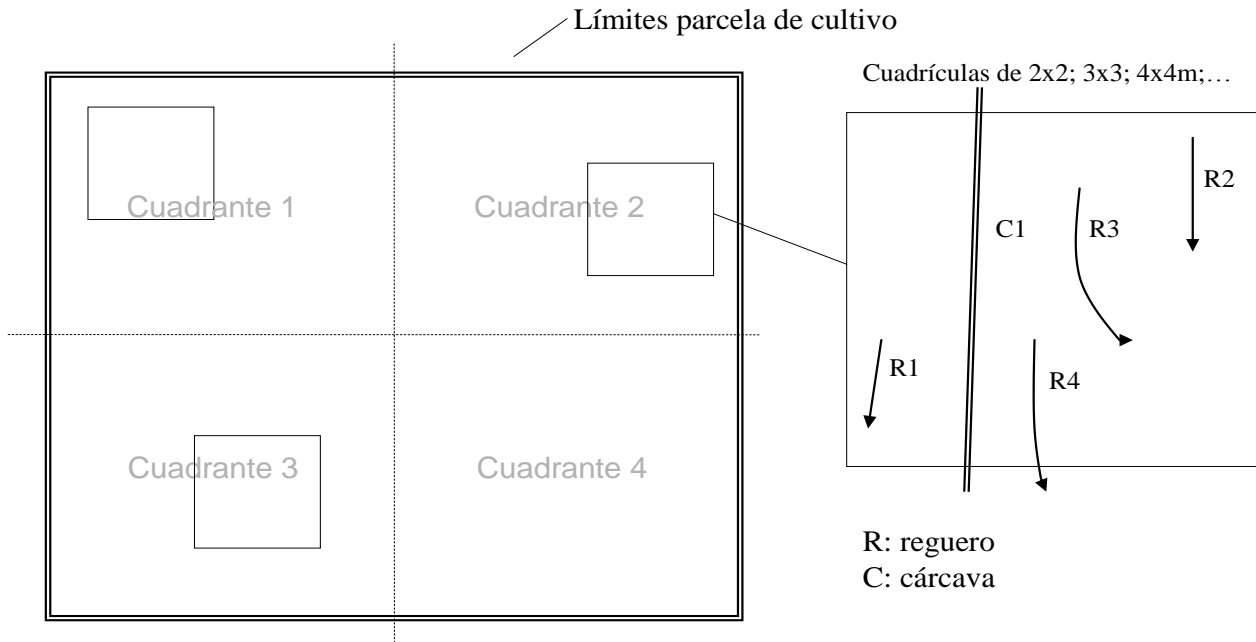 Límites parcela de cultivo
Cuadrículas de 2x2; 3x3; 4x4m;…
Cuadrante 1
Cuadrante 2
Cuadrante 3
Cuadrante 4
R2
C1
R3
R1
R4
R: reguero
C: cárcava